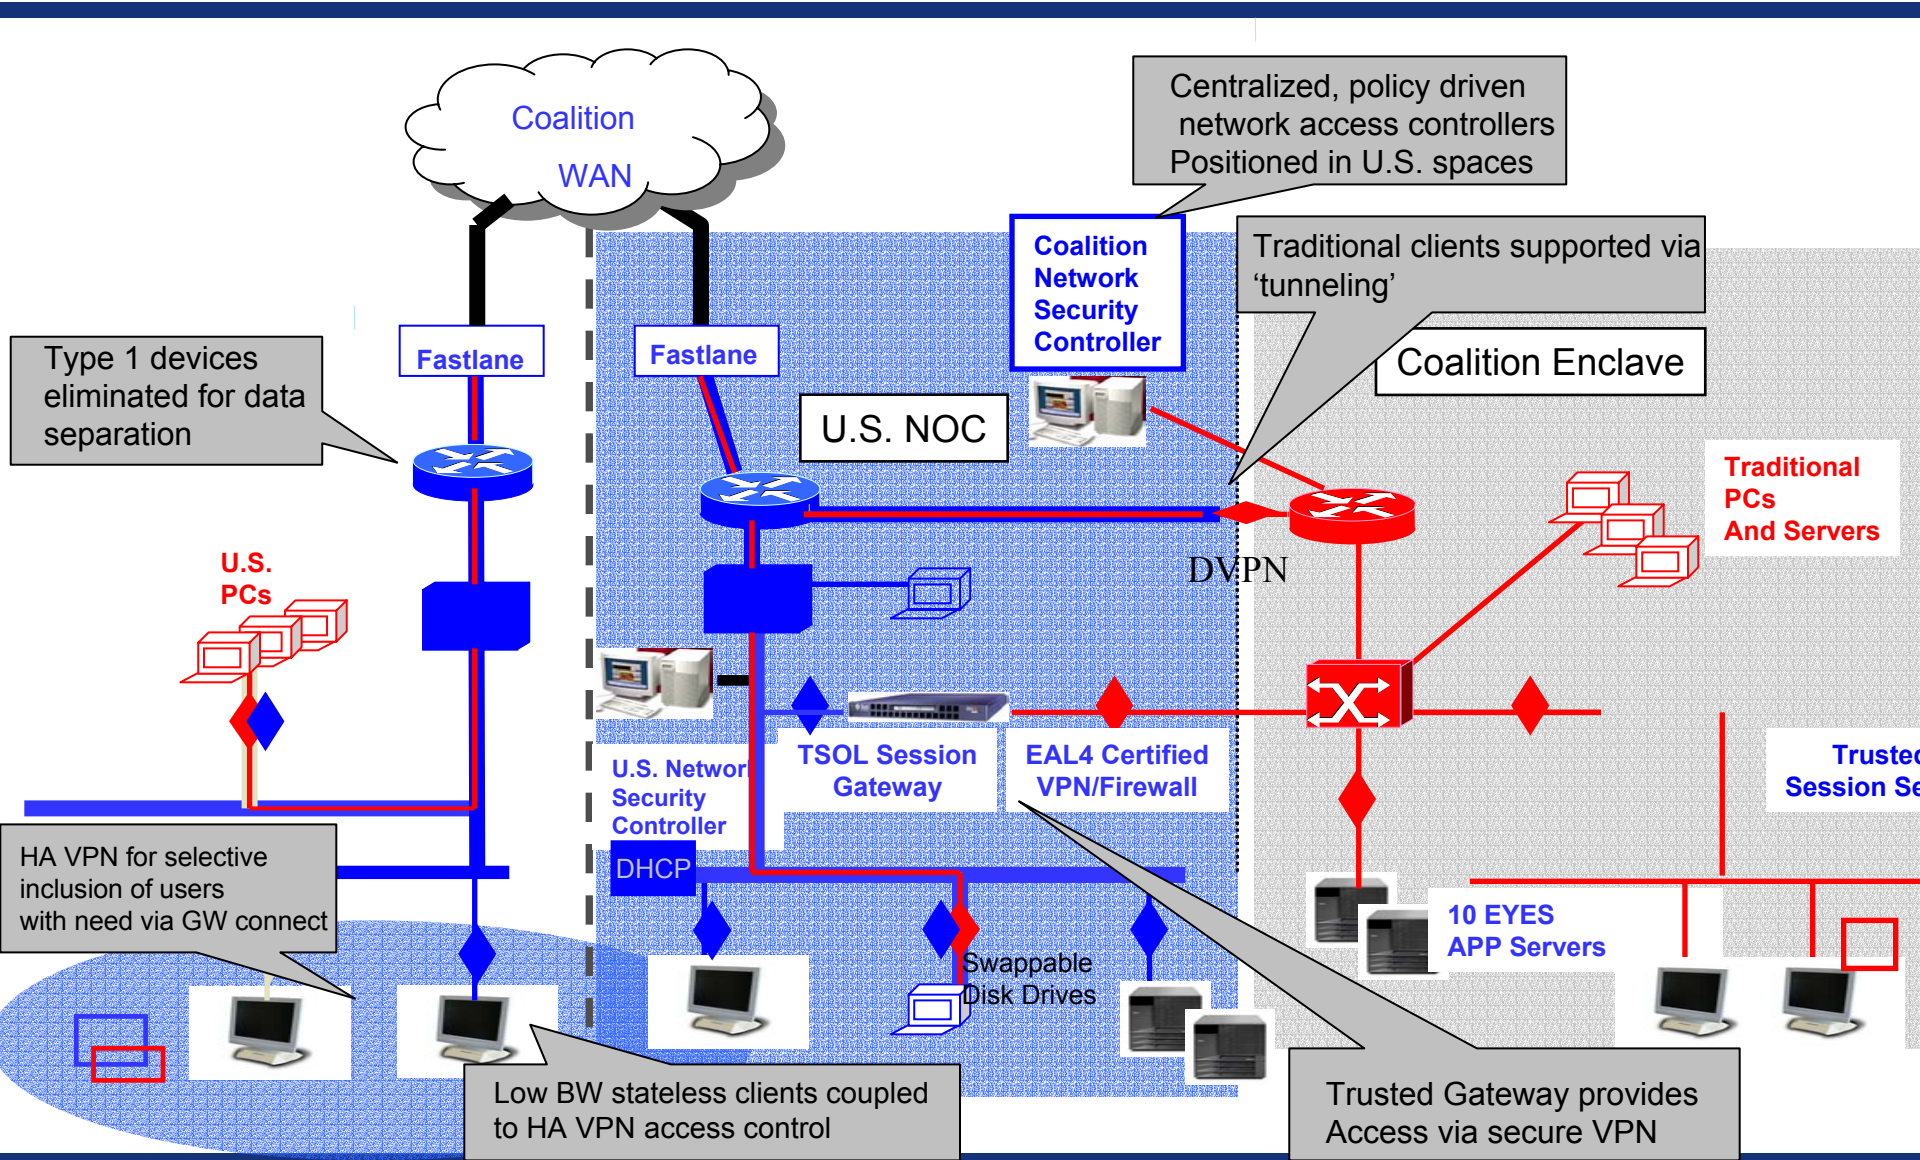 Coalition
WAN
Centralized, policy driven
network access controllers
Positioned in U.S. spaces
Coalition
Network
Security
Controller
Traditional clients supported via
‘tunneling’
Type 1 devices
eliminated for data
separation
Fastlane
Fastlane
U.S. NOC
Coalition Enclave
Traditional
PCs
And Servers
U.S.
PCs
DVPN
TSOL Session
Gateway
EAL4 Certified
VPN/Firewall
U.S. Network
Security
Controller
Trusted
Session Se
DHCP
HA VPN for selective
inclusion of users
with need via GW connect
10 EYES
APP Servers
Swappable
Disk Drives
Low BW stateless clients coupled
to HA VPN access control
Trusted Gateway provides
Access via secure VPN